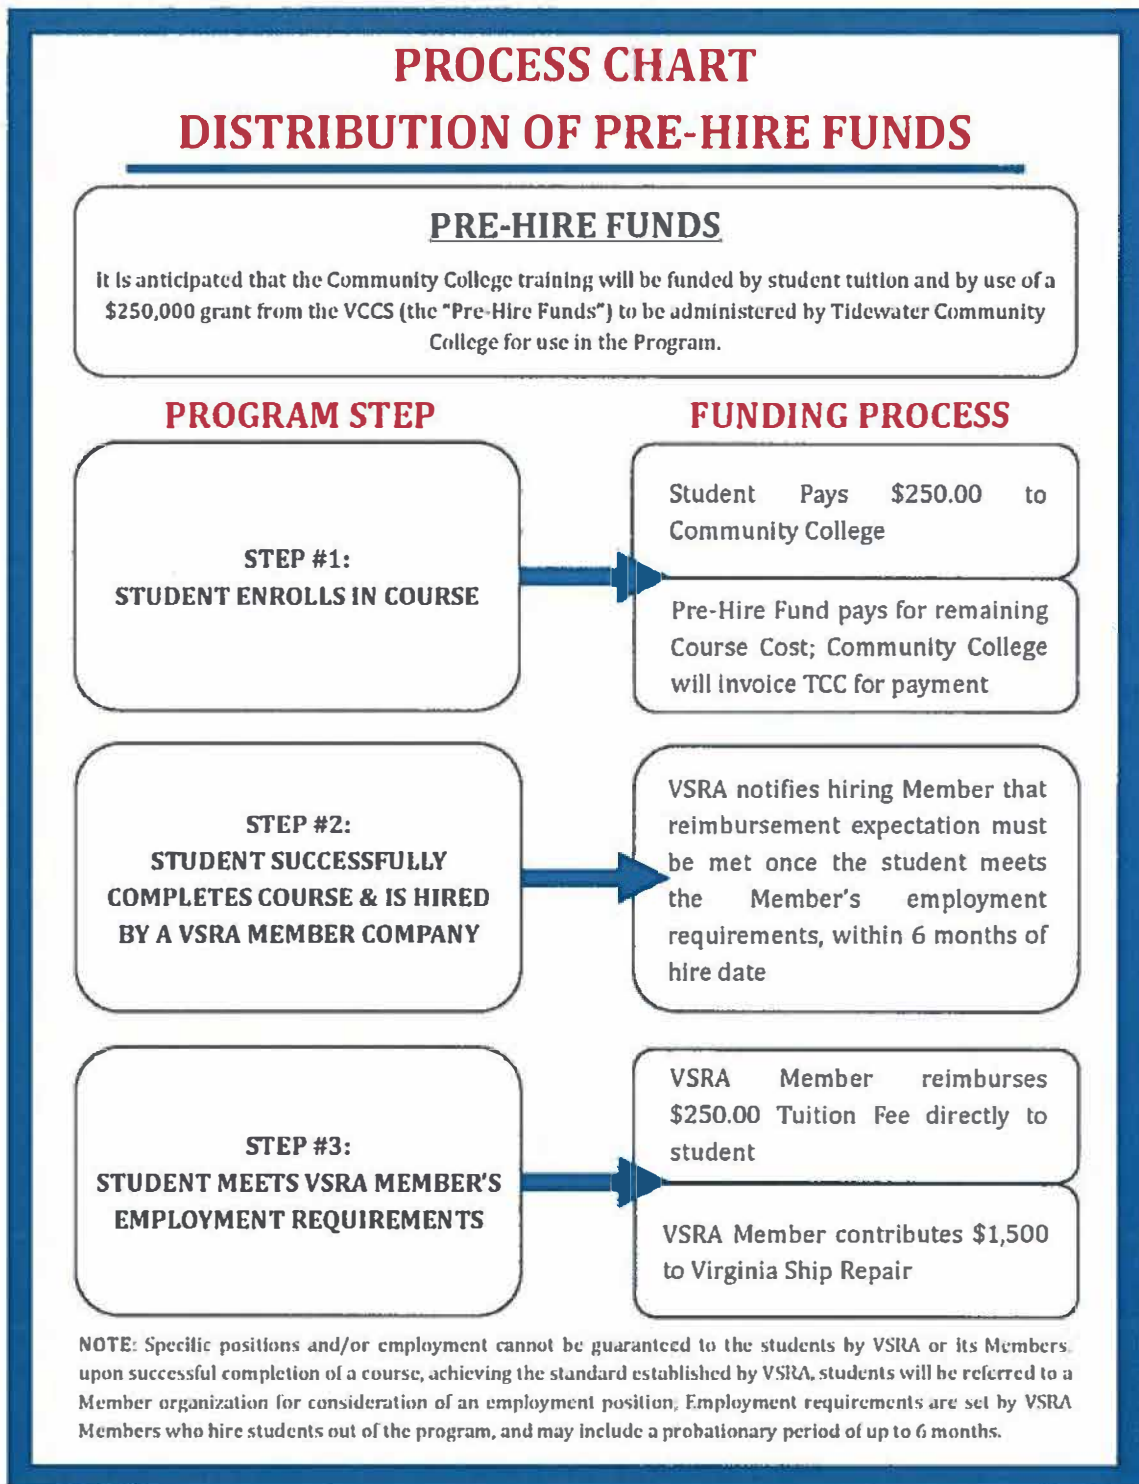 PROCESS CHART
DISTRIBUTION OF PRE-HIRE FUNDS
PRE-HIRE FUNDS
It is anticipated that the Community College training will be funded by student tuition and by use of a
$250,000 grant from the VCCS (the "Pre-Hire Funds") to be administered by Tidewater Community
College for use in the Program.
PROGRAM STEP
STEP #1:
STUDENT ENROLLS IN COURSE
FUNDING PROCESS
Student Pays $250.00 to
Community College
Pre-Hire Fund pays for remaining
Course Cost; Community College
will invoice TCC for payment
STEP #2:
STUDENT SUCCESSFULLY
COMPLETES COURSE & IS HIRED
BY A VSRA MEMBER COMPANY
VSRA notifies hiring Member that
reimbursement expectation must
be met once the student meets
the Member's employment
requirements, within 6 months of
hire date
STEP #3:
STUDENT MEETS VSRA MEMBER'S
EMPLOYMENT REQUIREMENTS
VSRA Member reimburses
$250.00 Tuition Fee directly to
student
VSRA Member contributes $1,500
to Virginia Ship Repair
NOTE: Specific positions and/or employment cannot be guaranteed to the students by VSRA or its Members.
upon successful completion of a course, achieving the standard established by VSRA, students will be referred to a
Member organization for consideration of an employment position. Employment requirements are set by VSRA
Members who hire students out of the program, and may include a probationary period of up to 6 months.